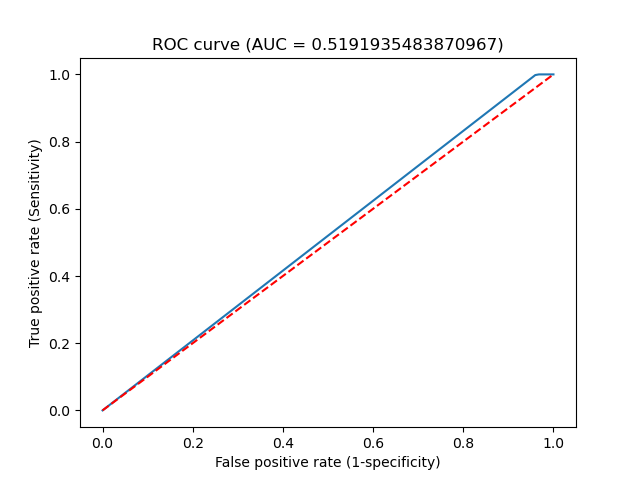 ROC curve (AUC = 0.5191935483870967)
True positive rate (Sensitivity)
1.0
0.8
0.6
0.4
0.2
0.0
0.0 0.2 0.4 0.6 0.8 1.0
False positive rate (1-specificity)